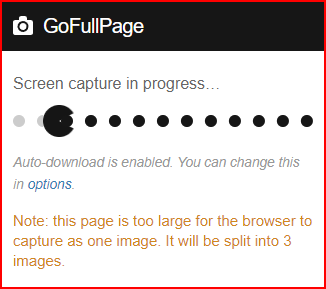 GoFullPage
Screen capture in progress…
Auto-download is enabled. You can change this
in options.
Note: this page is too large for the browser to
capture as one image. It will be split into 3
images.